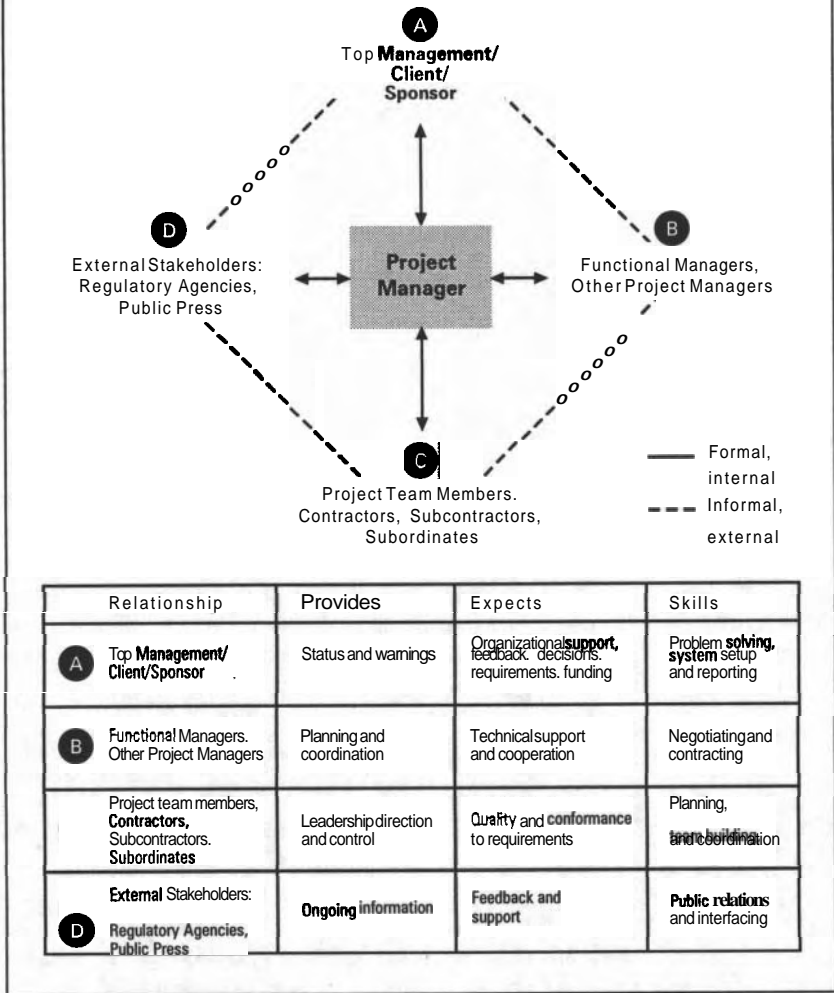 A
Top Management/
Client/
Sponsor
D
External Stakeholders:
Regulatory Agencies,
Public Press
Project
Manager
B
Functional Managers,
Other Project Managers
C
Project Team Members.
Contractors, Subcontractors,
Subordinates
Formal,
internal
Informal,
external
Relationship
Provides
Expects
Skills
A
Top Management/
Client/Sponsor
Status and warnings
Organizational support,
feedback. decisions.
requirements. funding
Problem solving,
system setup
and reporting
B
Functional Managers.
Other Project Managers
Planning and
coordination
Technical support
and cooperation
Negotiating and
contracting
Project team members,
Contractors,
Subcontractors.
Subordinates
Leadership direction
and control
Quality and conformance
to requirements
Planning,
team building
and coordination
D
External Stakeholders:
Regulatory Agencies,
Public Press
Ongoing information
Feedback and
support
Public relations
and interfacing